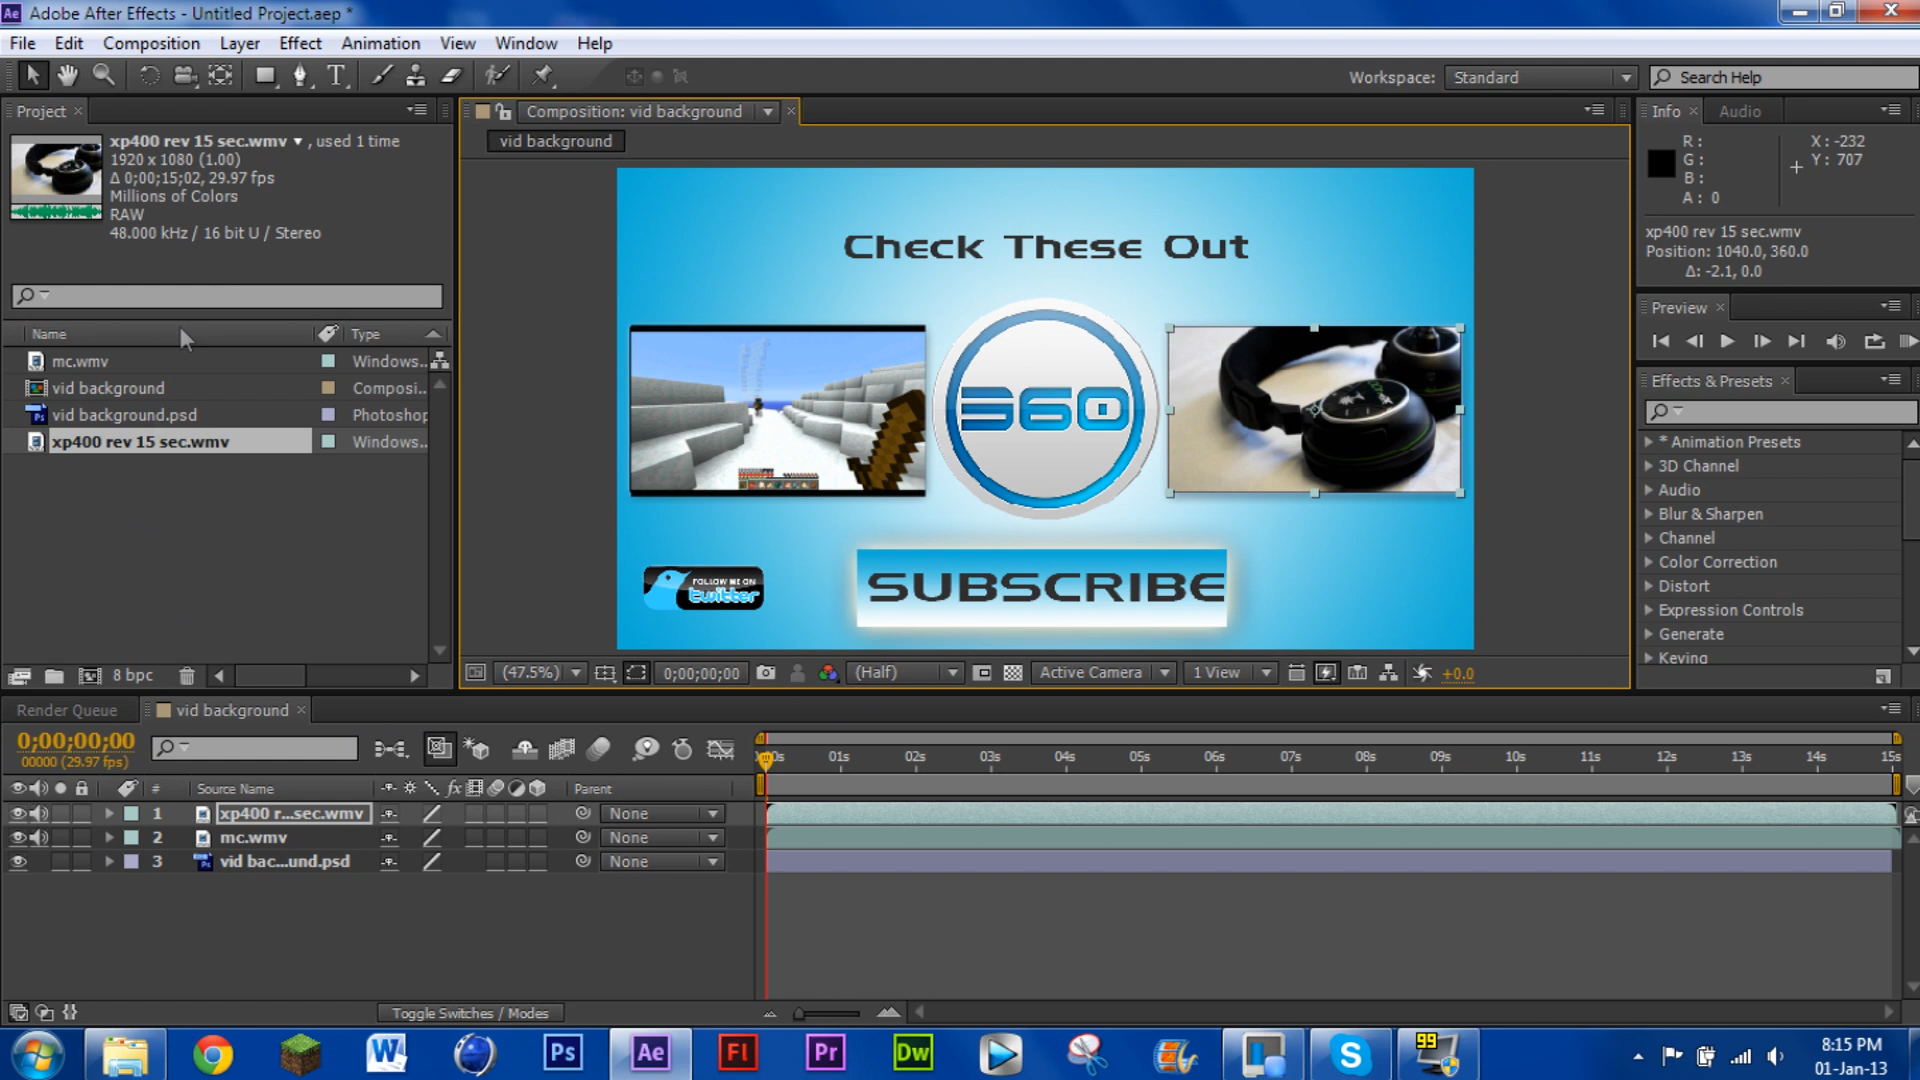 Ae Adobe After Effects - Untitled Project.aep *
File Edit Composition Layer Effect Animation View Window Help
T Workspace: Standard Search Help
Project × Composition: vid background × Info × Audio
xp400 rev 15 sec.wmv ▼ , used 1 time
1920 x 1080 (1.00)
Δ 0;00;15;02, 29.97 fps
Millions of Colors
RAW
48.000 kHz / 16 bit U / Stereo
vid background
R :
G :
B :
A : 0
X : -232
Y : 707
xp400 rev 15 sec.wmv
Position: 1040.0, 360.0
Δ: -2.1, 0.0
Name Type
mc.wmv Windows..
vid background Composi..
vid background.psd Photoshop
xp400 rev 15 sec.wmv Windows..
8 bpc
Check These Out
360
FOLLOW ME ON
twitter
SUBSCRIBE
(47.5%) 0;00;00;00 (Half) Active Camera 1 View +0.0
Preview ×
Effects & Presets ×
* Animation Presets
3D Channel
Audio
Blur & Sharpen
Channel
Color Correction
Distort
Expression Controls
Generate
Keying
Render Queue vid background ×
0;00;00;00
00000 (29.97 fps)
00s 01s 02s 03s 04s 05s 06s 07s 08s 09s 10s 11s 12s 13s 14s 15s
# Source Name fx Parent
1 xp400 r...sec.wmv None
2 mc.wmv None
3 vid bac...und.psd None
Toggle Switches / Modes
W Ps Ae Fl Pr Dw S 99
8:15 PM
01-Jan-13